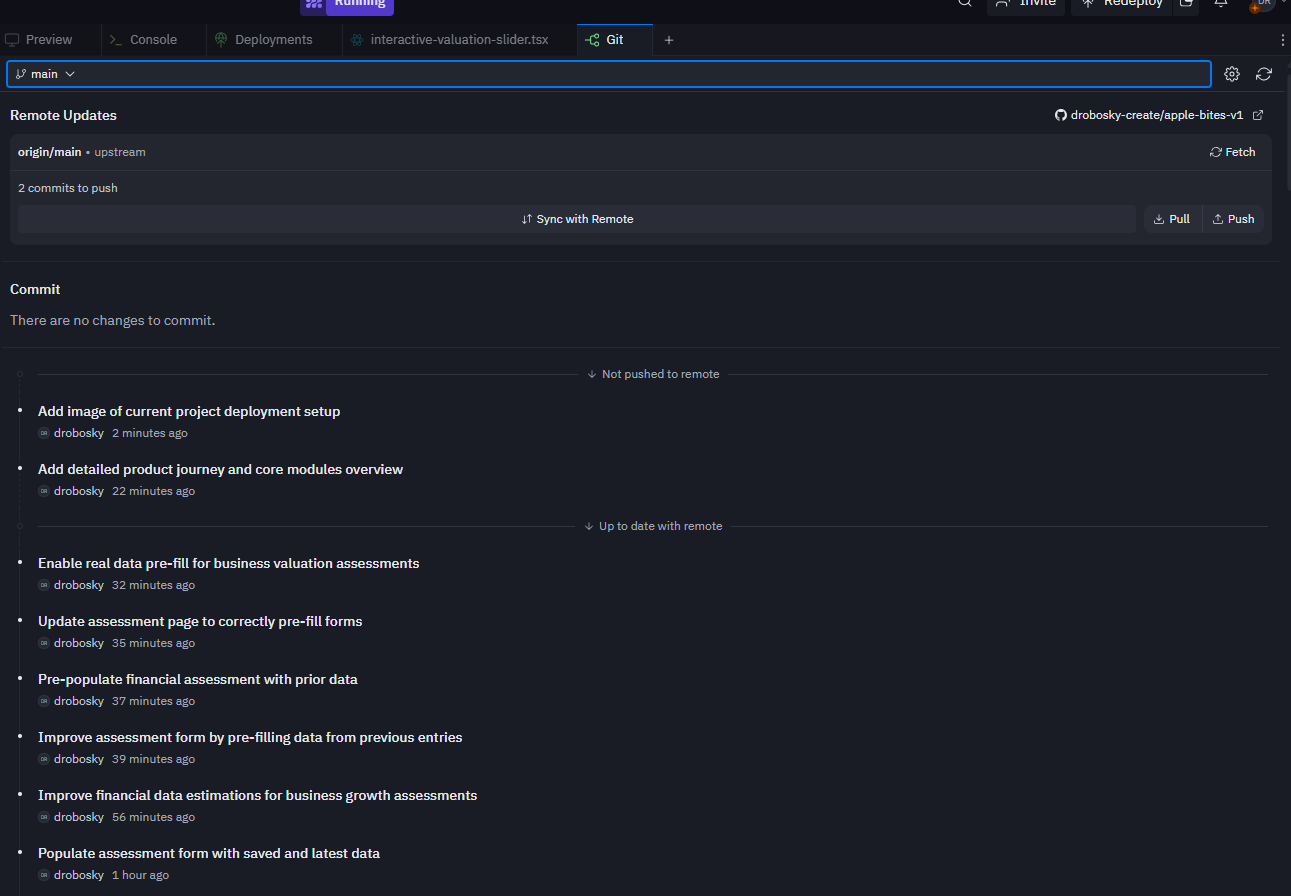 Running
Invite
Redeploy
DR
Preview
Console
Deployments
interactive-valuation-slider.tsx
Git
main
Remote Updates
drobosky-create/apple-bites-v1
origin/main • upstream
Fetch
2 commits to push
Sync with Remote
Pull
Push
Commit
There are no changes to commit.
Not pushed to remote
Add image of current project deployment setup
DR drobosky 2 minutes ago
Add detailed product journey and core modules overview
DR drobosky 22 minutes ago
Up to date with remote
Enable real data pre-fill for business valuation assessments
DR drobosky 32 minutes ago
Update assessment page to correctly pre-fill forms
DR drobosky 35 minutes ago
Pre-populate financial assessment with prior data
DR drobosky 37 minutes ago
Improve assessment form by pre-filling data from previous entries
DR drobosky 39 minutes ago
Improve financial data estimations for business growth assessments
DR drobosky 56 minutes ago
Populate assessment form with saved and latest data
DR drobosky 1 hour ago